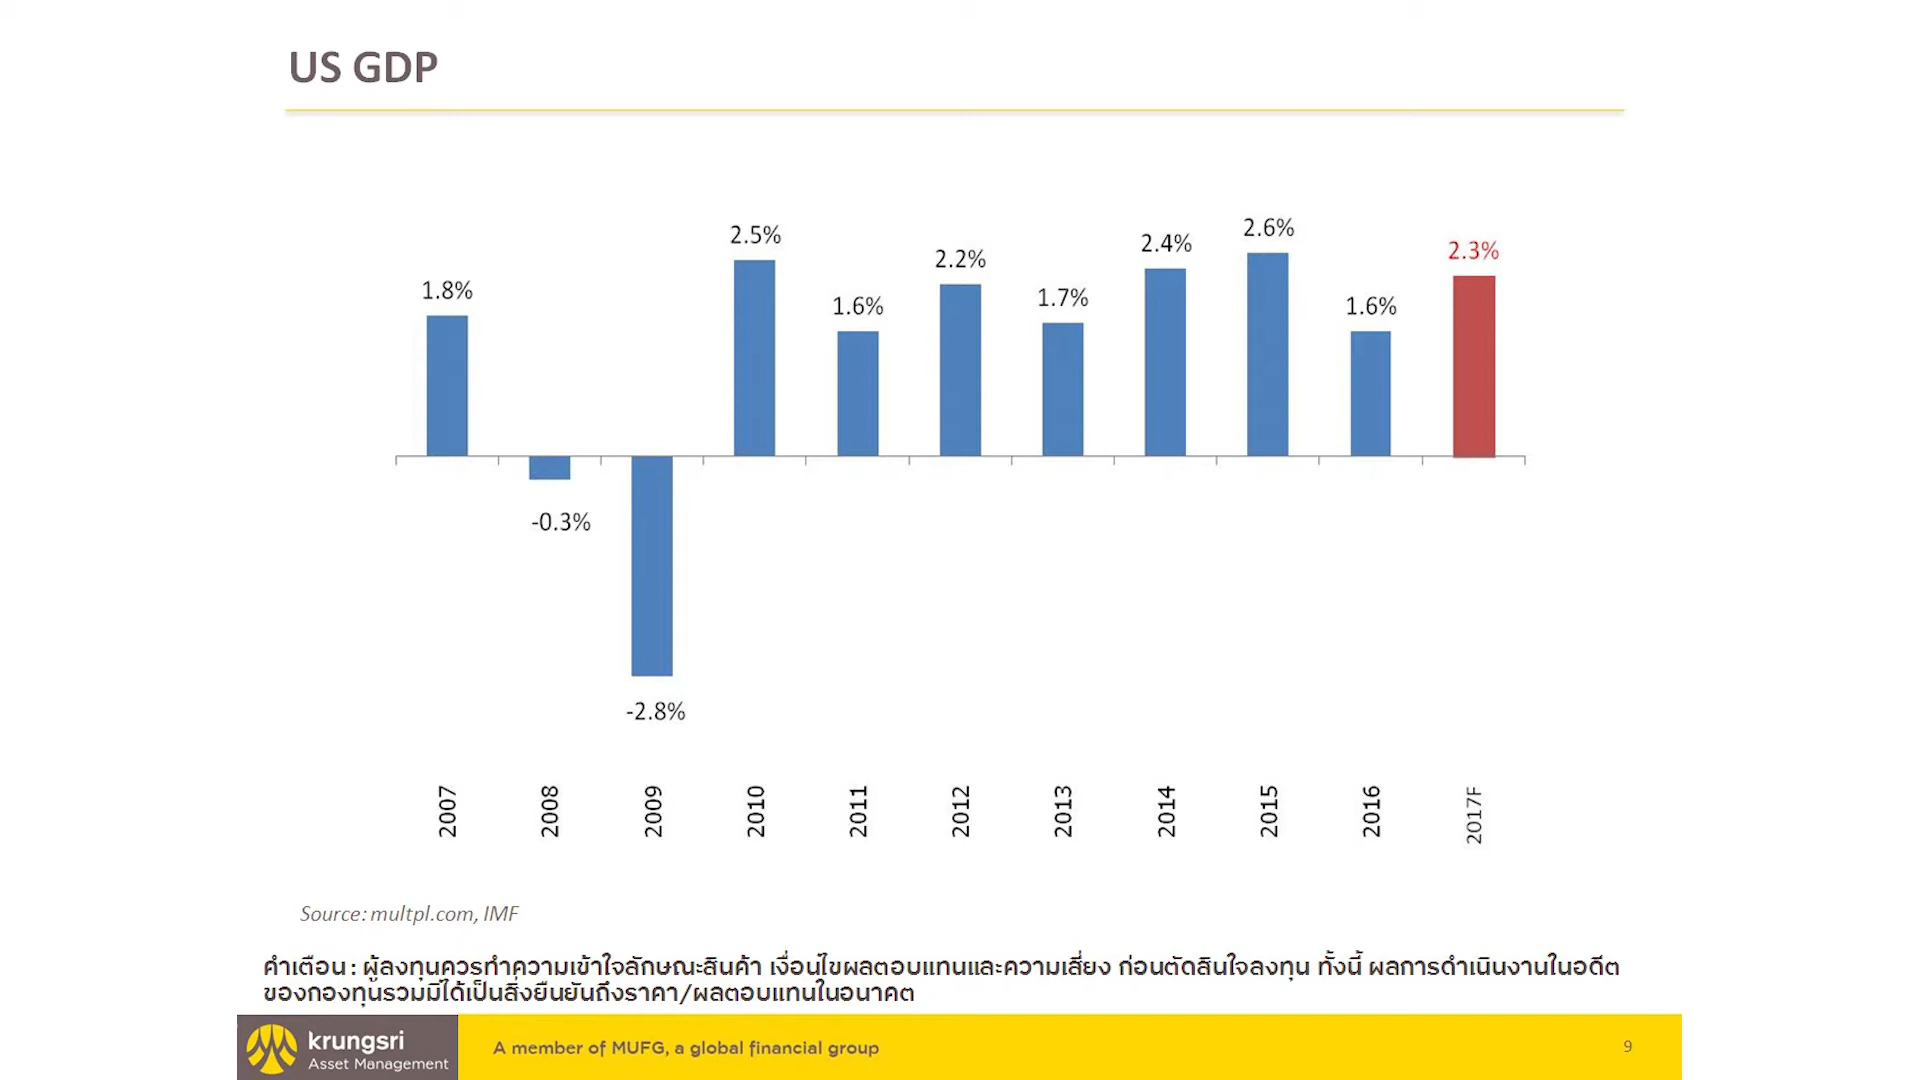 US GDP
2.6%
2.5%
2.4%
2.3%
2.2%
1.8%
1.7%
1.6%
1.6%
-0.3%
-2.8%
2007
2008
2009
2010
2011
2012
2013
2014
2015
2016
2017F
Source: multpl.com, IMF
คำเตือน : ผู้ลงทุนควรทำความเข้าใจลักษณะสินค้า เงื่อนไขผลตอบแทนและความเสี่ยง ก่อนตัดสินใจลงทุน ทั้งนี้ ผลการดำเนินงานในอดีต
ของกองทุนรวมมิได้เป็นสิ่งยืนยันถึงราคา/ผลตอบแทนในอนาคต
krungsri
Asset Management
A member of MUFG, a global financial group
9